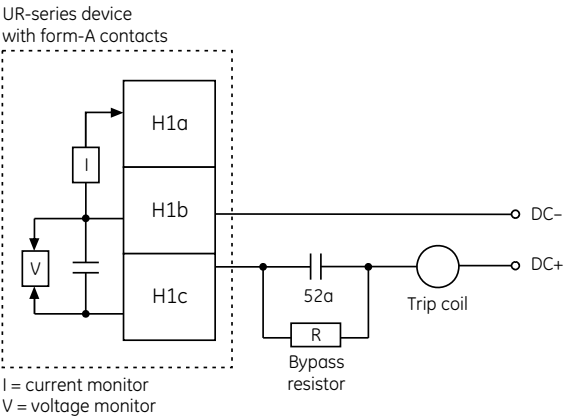 UR-series device
with form-A contacts
H1a
I
H1b
DC–
V
DC+
H1c
52a
Trip coil
R
Bypass
resistor
I = current monitor
V = voltage monitor